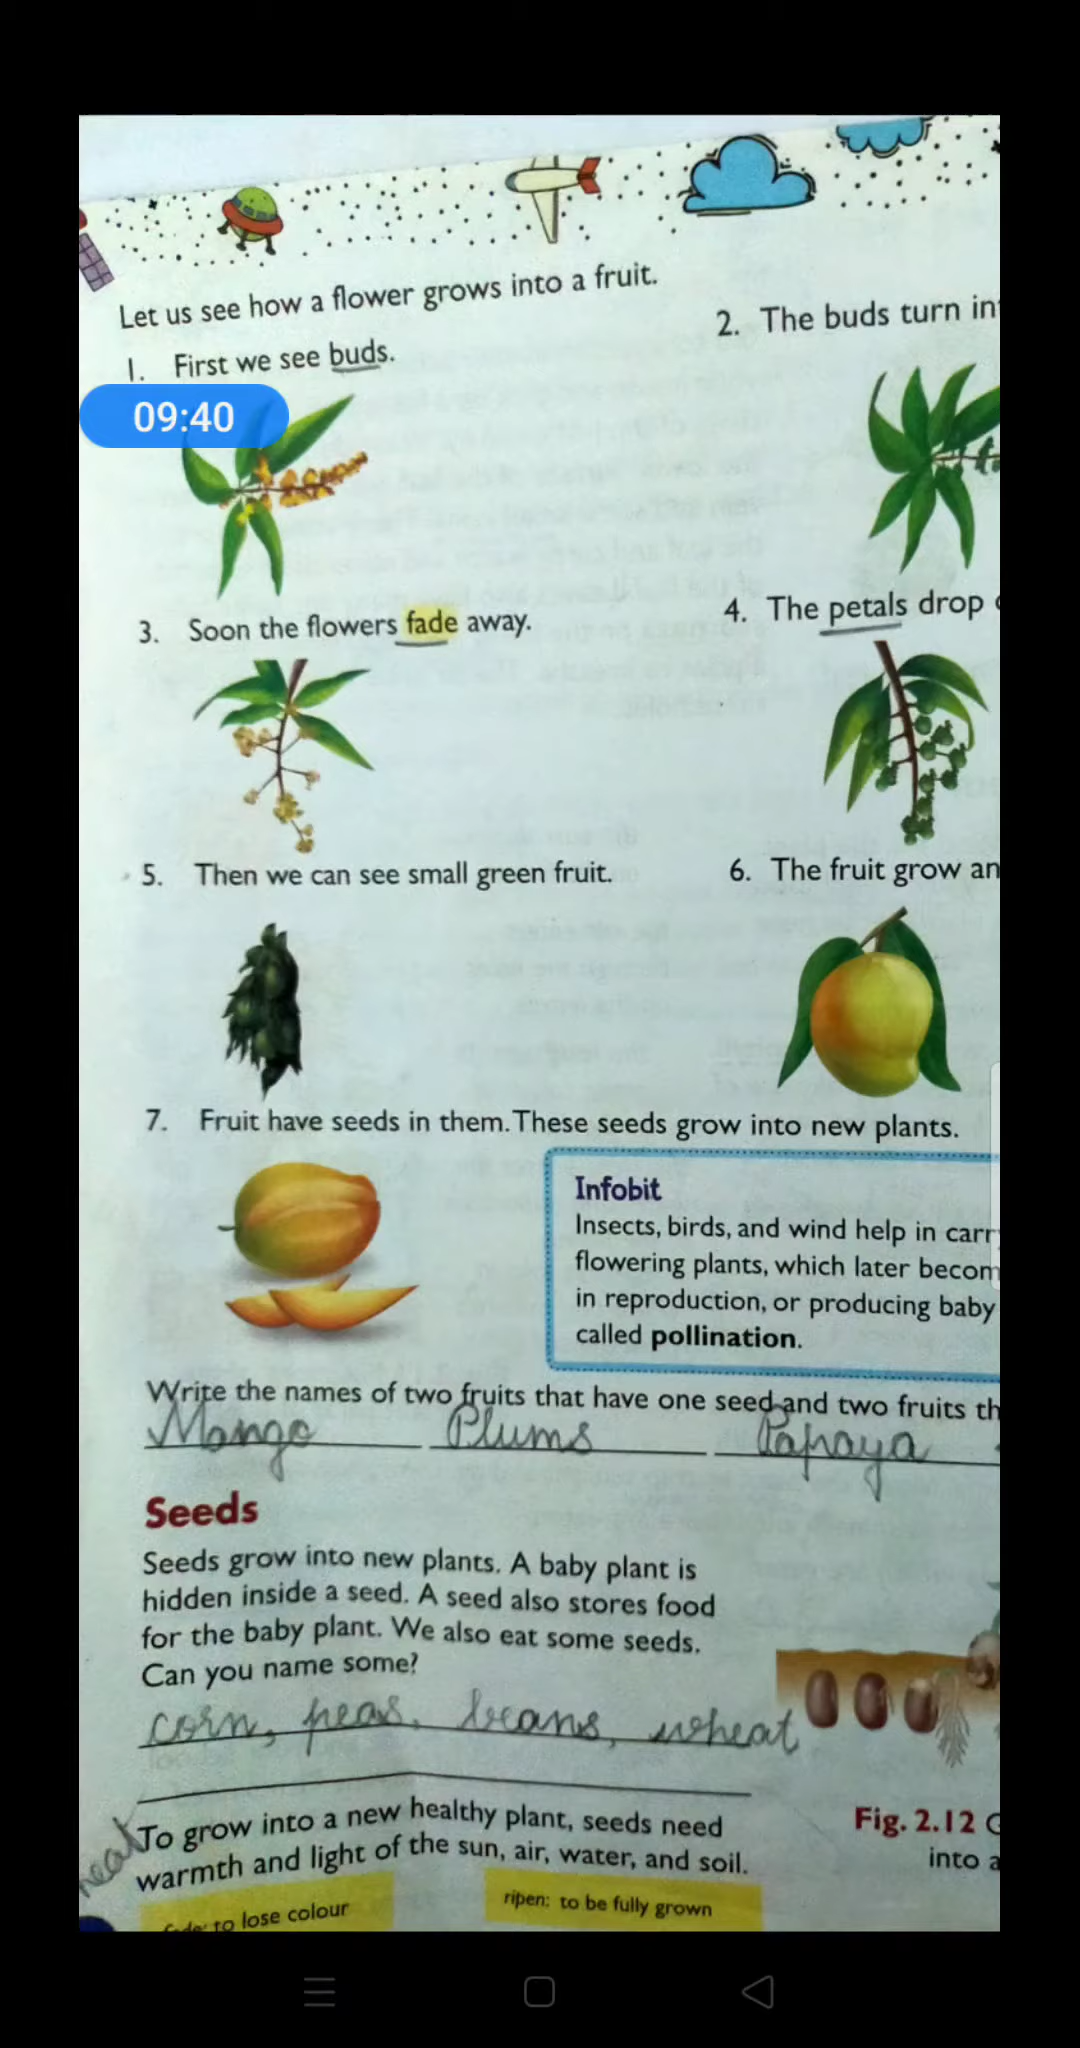 Let us see how a flower grows into a fruit.
1. First we see buds.
2. The buds turn in
09:40
3. Soon the flowers fade away.
4. The petals drop
5. Then we can see small green fruit.
6. The fruit grow an
7. Fruit have seeds in them. These seeds grow into new plants.
Infobit
Insects, birds, and wind help in carr
flowering plants, which later becom
in reproduction, or producing baby
called pollination.
Write the names of two fruits that have one seed and two fruits th
Mango Plums Papaya
Seeds
Seeds grow into new plants. A baby plant is
hidden inside a seed. A seed also stores food
for the baby plant. We also eat some seeds.
Can you name some?
corn, peas, beans, wheat
To grow into a new healthy plant, seeds need
warmth and light of the sun, air, water, and soil.
Fig. 2.12
into a
to lose colour
ripen: to be fully grown